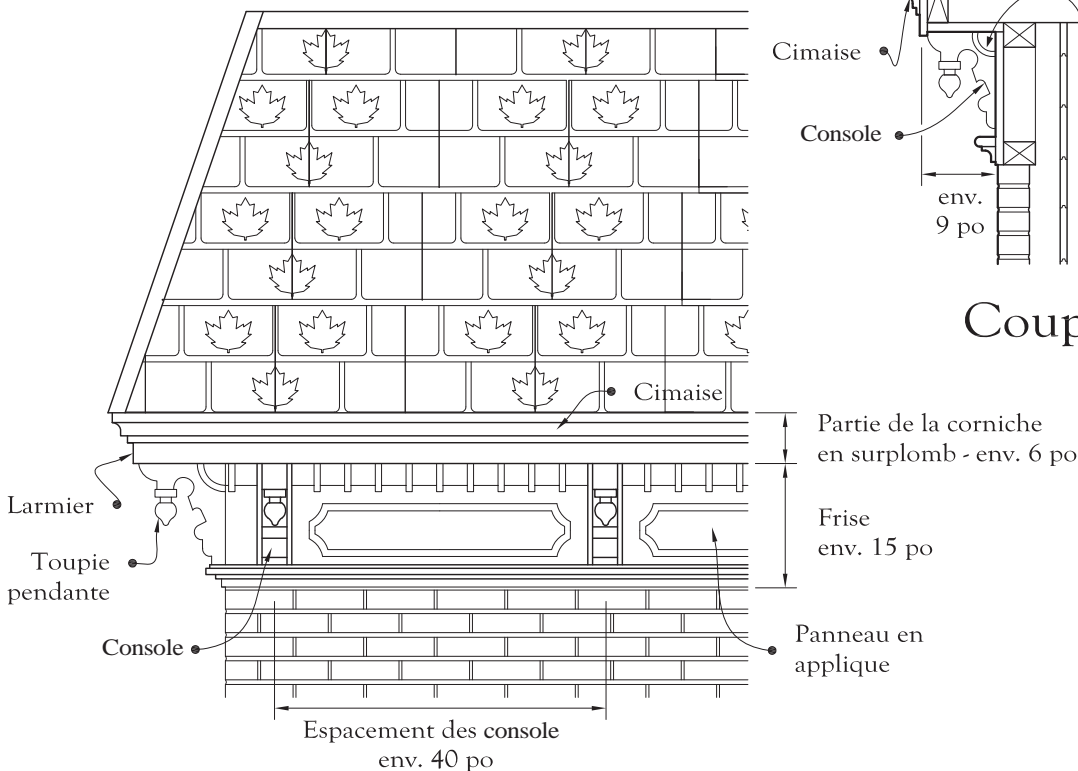 Cimaise
Console
env.
9 po
Coup
Cimaise
Partie de la corniche
en surplomb - env. 6 po
Larmier
Frise
env. 15 po
Toupie
pendante
Console
Panneau en
applique
Espacement des console
env. 40 po